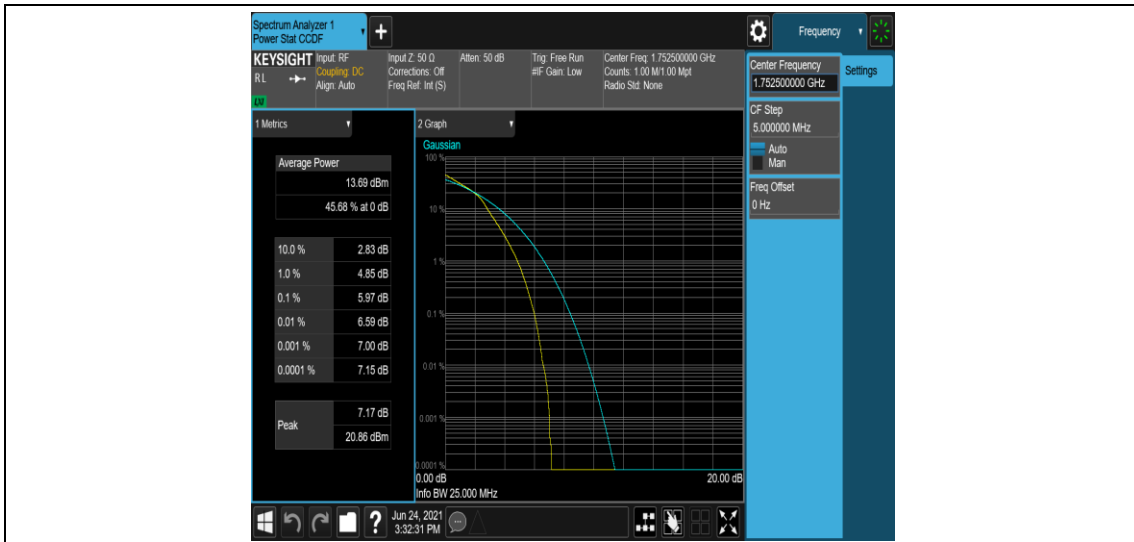 Spectrum Analyzer 1
Power Stat CCDF
+
Frequency
KEYSIGHT
RL
LXI
Input: RF
Coupling: DC
Align: Auto
Input Z: 50 Ω
Corrections: Off
Freq Ref: Int (S)
Atten: 50 dB
Trig: Free Run
#IF Gain: Low
Center Freq: 1.752500000 GHz
Counts: 1.00 M/1.00 Mpt
Radio Std: None
Center Frequency
1.752500000 GHz
Settings
CF Step
5.000000 MHz
Auto
Man
Freq Offset
0 Hz
1 Metrics
Average Power
13.69 dBm
45.68 % at 0 dB
10.0 % 2.83 dB
1.0 % 4.85 dB
0.1 % 5.97 dB
0.01 % 6.59 dB
0.001 % 7.00 dB
0.0001 % 7.15 dB
Peak
7.17 dB
20.86 dBm
2 Graph
Gaussian
100 %
10 %
1 %
0.1 %
0.01 %
0.001 %
0.0001 %
0.00 dB 20.00 dB
Info BW 25.000 MHz
?
Jun 24, 2021
3:32:31 PM